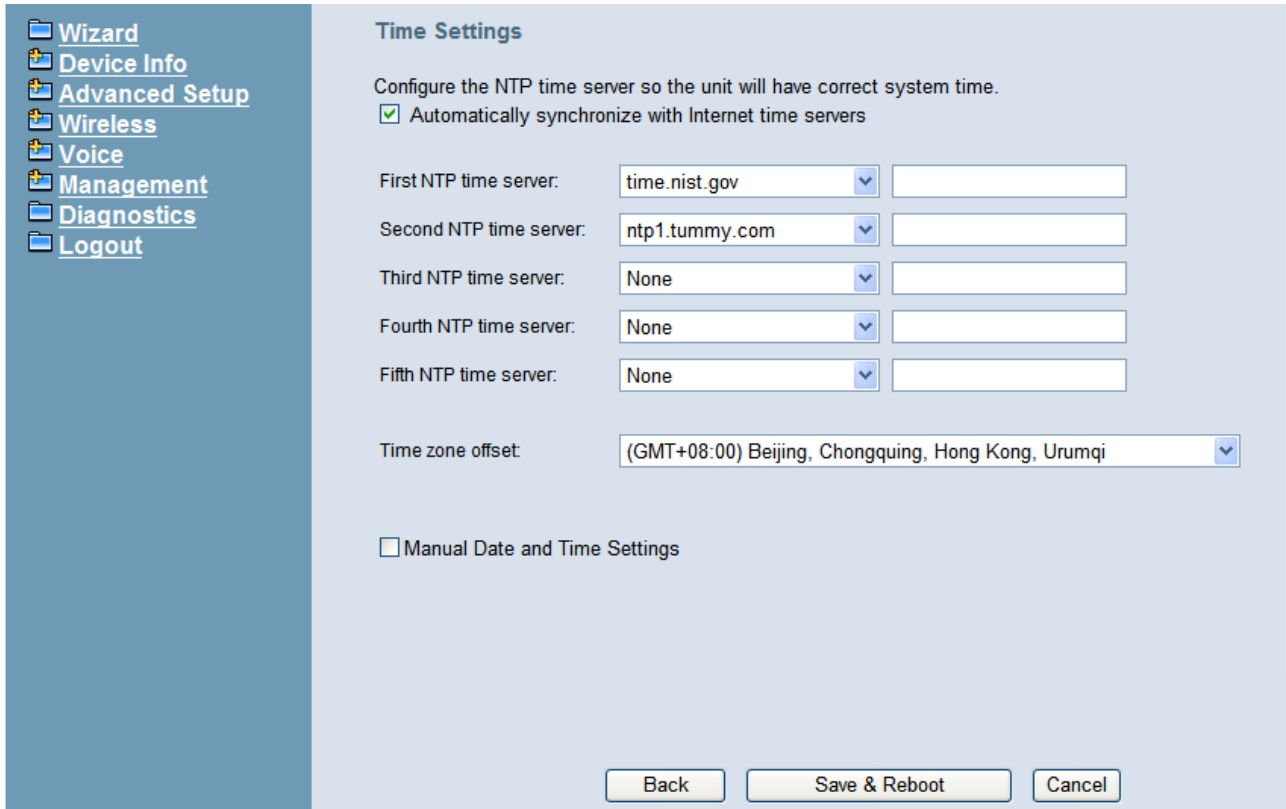 Wizard
Device Info
Advanced Setup
Wireless
Voice
Management
Diagnostics
Logout
Time Settings
Configure the NTP time server so the unit will have correct system time.
Automatically synchronize with Internet time servers
First NTP time server: time.nist.gov
Second NTP time server: ntp1.tummy.com
Third NTP time server: None
Fourth NTP time server: None
Fifth NTP time server: None
Time zone offset: (GMT+08:00) Beijing, Chongquing, Hong Kong, Urumqi
Manual Date and Time Settings
Back Save & Reboot Cancel